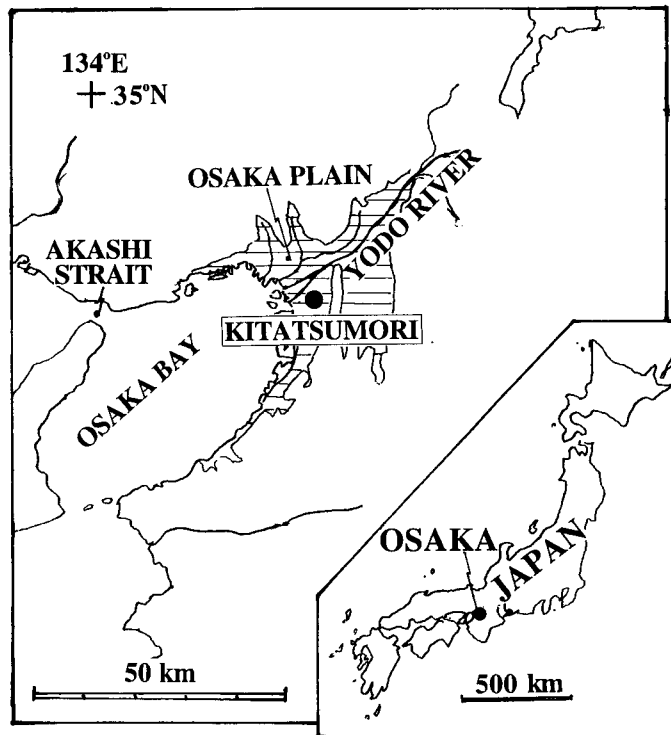 134°E
35°N
OSAKA PLAIN
YODO RIVER
AKASHI
STRAIT
KITATSUMORI
OSAKA BAY
OSAKA
JAPAN
50 km
500 km